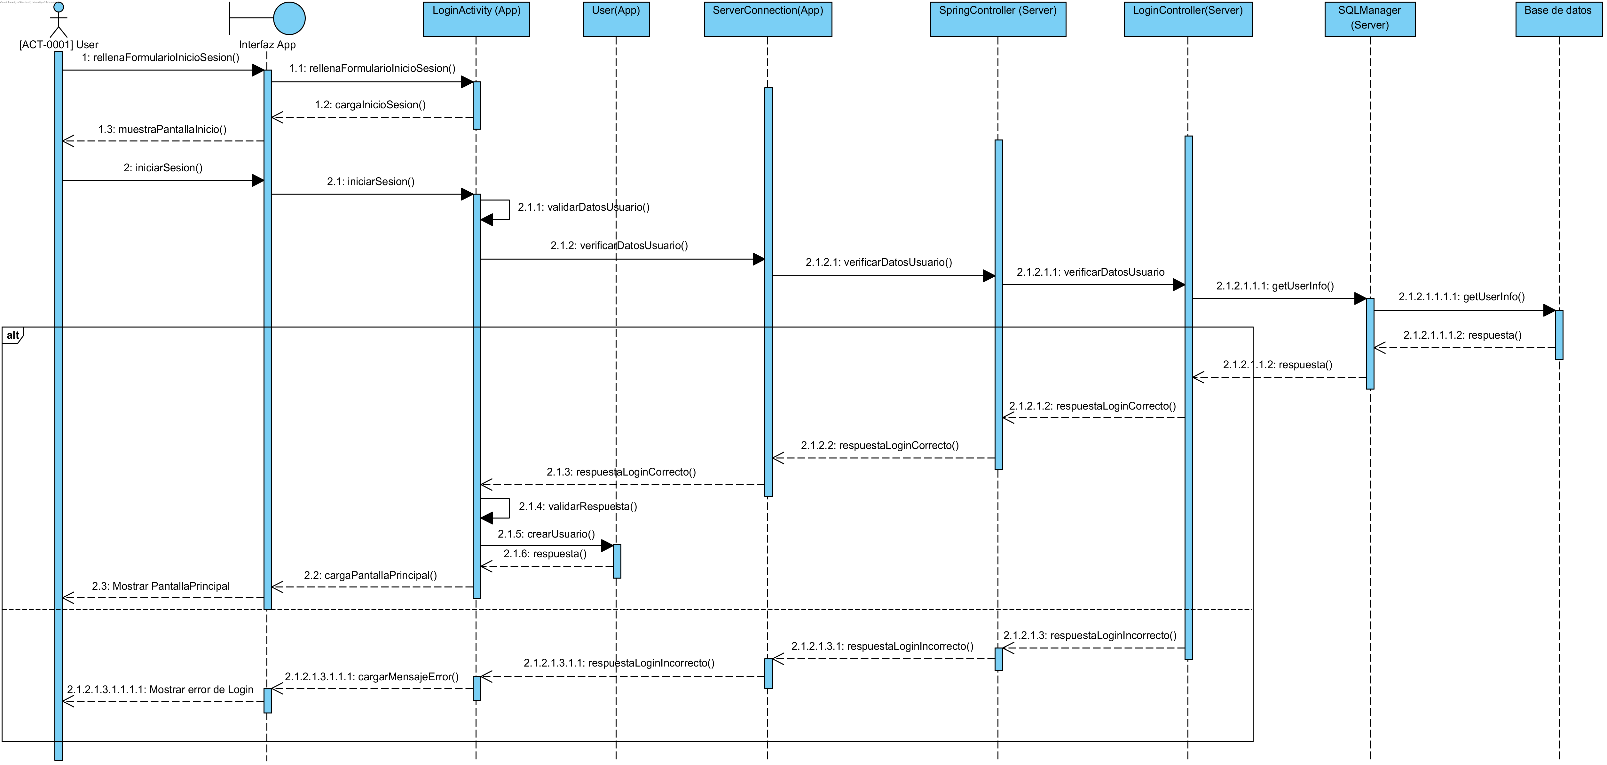 LoginActivity (App)
User(App)
ServerConnection(App)
SpringController (Server)
LoginController(Server)
SQLManager
(Server)
Base de datos
[ACT-0001] User
Interfaz App
1: rellenaFormularioInicioSesion()
1.1: rellenaFormularioInicioSesion()
1.2: cargaInicioSesion()
1.3: muestraPantallaInicio()
2: iniciarSesion()
2.1: iniciarSesion()
2.1.1: validarDatosUsuario()
2.1.2: verificarDatosUsuario()
2.1.2.1: verificarDatosUsuario()
2.1.2.1.1: verificarDatosUsuario
2.1.2.1.1.1: getUserInfo()
2.1.2.1.1.1.1: getUserInfo()
alt
2.1.2.1.1.1.2: respuesta()
2.1.2.1.1.2: respuesta()
2.1.2.1.2: respuestaLoginCorrecto()
2.1.2.2: respuestaLoginCorrecto()
2.1.3: respuestaLoginCorrecto()
2.1.4: validarRespuesta()
2.1.5: crearUsuario()
2.1.6: respuesta()
2.2: cargaPantallaPrincipal()
2.3: Mostrar PantallaPrincipal
2.1.2.1.3: respuestaLoginIncorrecto()
2.1.2.1.3.1: respuestaLoginIncorrecto()
2.1.2.1.3.1.1: respuestaLoginIncorrecto()
2.1.2.1.3.1.1.1: cargarMensajeError()
2.1.2.1.3.1.1.1.1: Mostrar error de Login